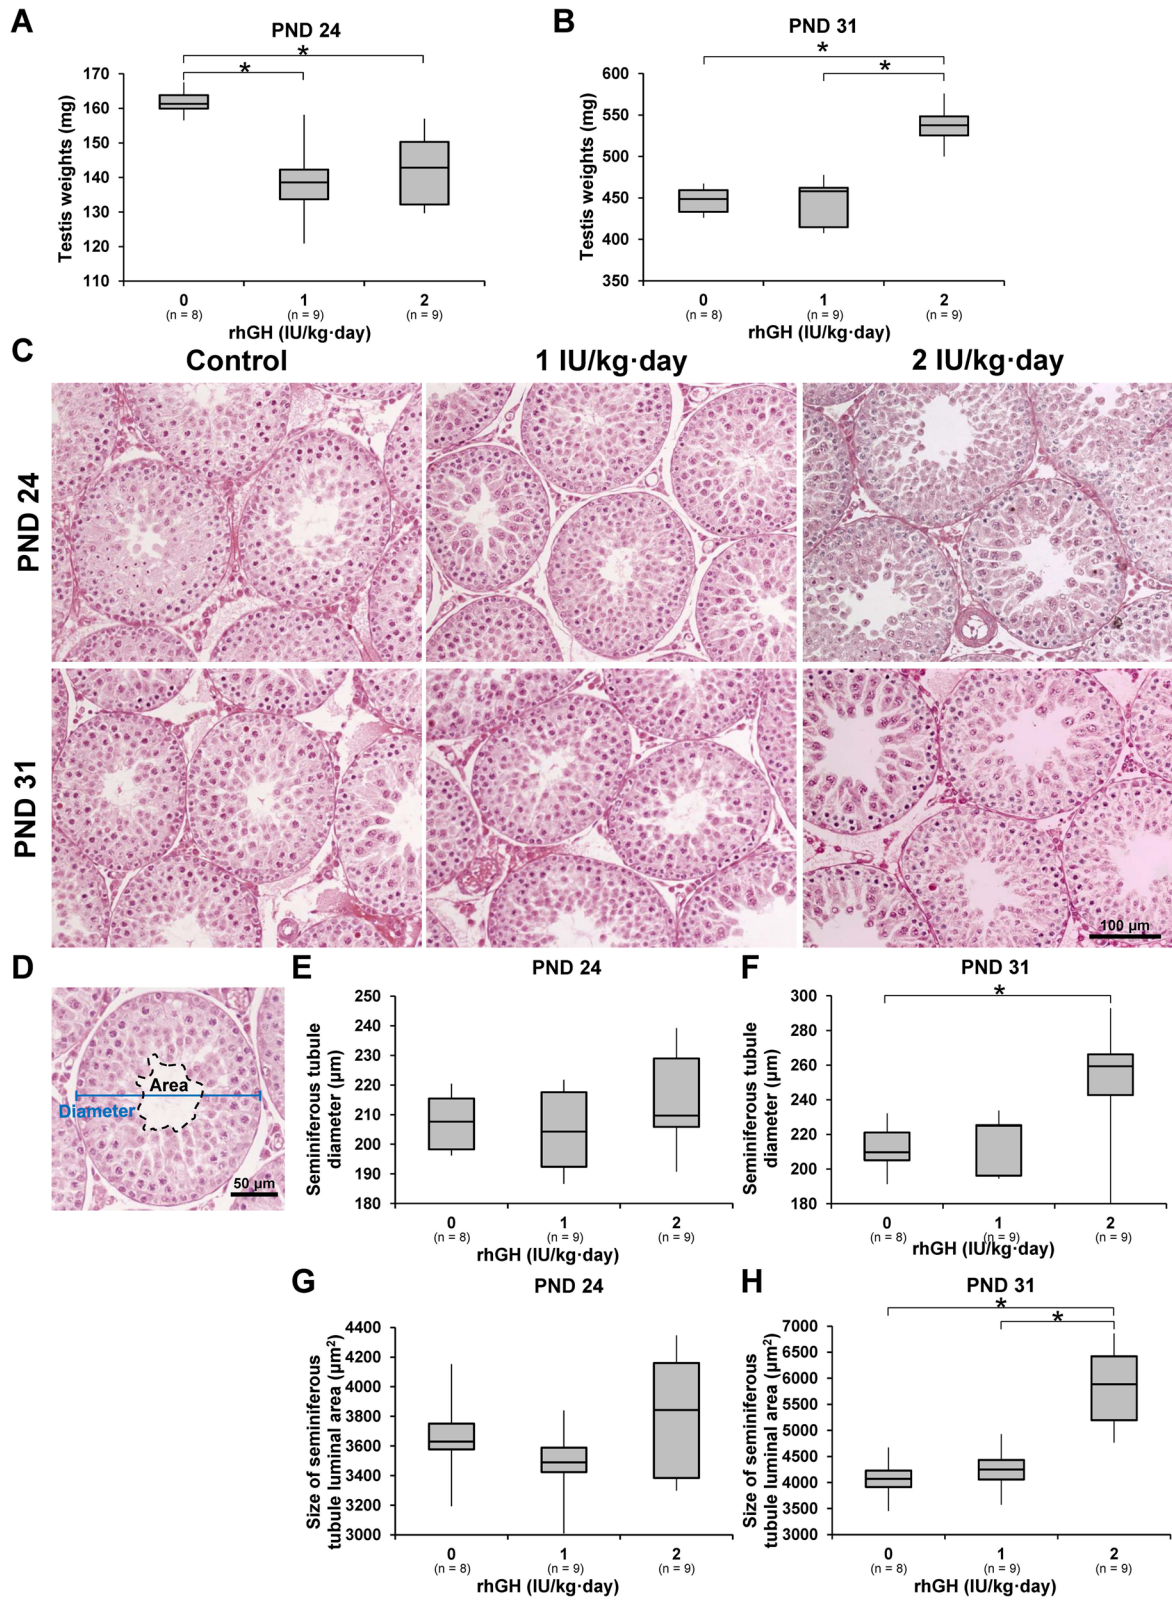 A
PND 24
*
*
Testis weights (mg)
170
160
150
140
130
120
110
0
1
2
(n = 8)
(n = 9)
(n = 9)
rhGH (IU/kg·day)
B
PND 31
*
*
Testis weights (mg)
600
550
500
450
400
350
0
1
2
(n = 8)
(n = 9)
(n = 9)
rhGH (IU/kg·day)
C
Control
1 IU/kg·day
2 IU/kg·day
PND 24
PND 31
100 µm
D
Area
Diameter
50 µm
E
PND 24
Seminiferous tubule
diameter (µm)
250
240
230
220
210
200
190
180
0
1
2
(n = 8)
(n = 9)
(n = 9)
rhGH (IU/kg·day)
F
PND 31
*
Seminiferous tubule
diameter (µm)
300
280
260
240
220
200
180
0
1
2
(n = 8)
(n = 9)
(n = 9)
rhGH (IU/kg·day)
G
PND 24
Size of seminiferous
tubule luminal area (µm²)
4400
4200
4000
3800
3600
3400
3200
3000
0
1
2
(n = 8)
(n = 9)
(n = 9)
rhGH (IU/kg·day)
H
PND 31
*
*
Size of seminiferous
tubule luminal area (µm²)
7000
6500
6000
5500
5000
4500
4000
3500
3000
0
1
2
(n = 8)
(n = 9)
(n = 9)
rhGH (IU/kg·day)